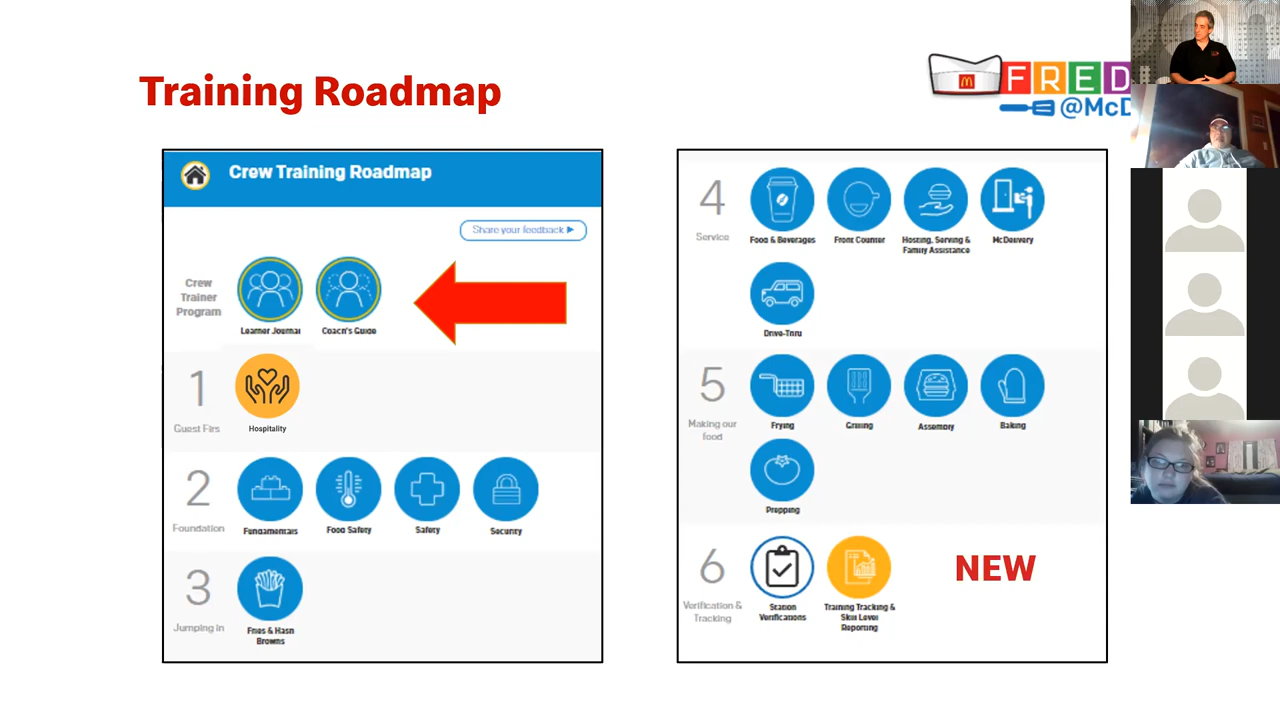 Training Roadmap
FRED
@McD
Crew Training Roadmap
Share your feedback
Crew
Trainer
Program
Learner Journal
Coach's Guide
1
Guest Firs
Hospitality
2
Foundation
Fundamentals
Food Safety
Safety
Security
3
Jumping in
Fries & Hash
Browns
4
Service
Food & Beverages
Front Counter
Hosting, Serving &
Family Assistance
McDelivery
Drive-Thru
5
Making our
food
Frying
Grilling
Assembly
Baking
Prepping
6
Verification &
Tracking
Station
Verifications
Training Tracking &
Skill Level
Reporting
NEW